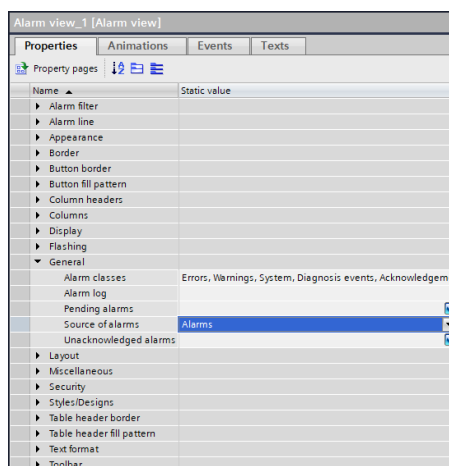 Alarm view_1 [Alarm view]
Properties Animations Events Texts
Property pages
Name Static value
Alarm filter
Alarm line
Appearance
Border
Button border
Button fill pattern
Column headers
Columns
Display
Flashing
General
Alarm classes Errors, Warnings, System, Diagnosis events, Acknowledgem
Alarm log
Pending alarms
Source of alarms Alarms
Unacknowledged alarms
Layout
Miscellaneous
Security
Styles/Designs
Table header border
Table header fill pattern
Text format
Toolbar